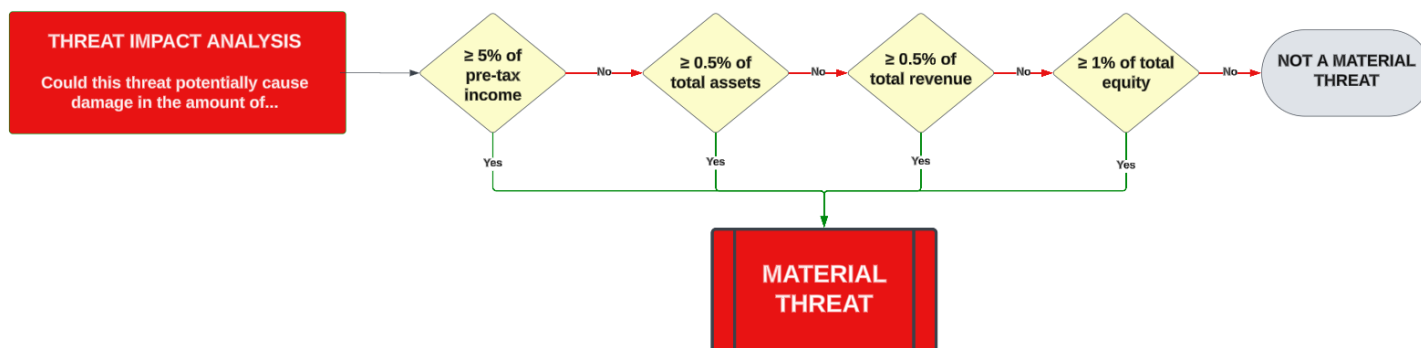 THREAT IMPACT ANALYSIS
Could this threat potentially cause
damage in the amount of...
≥ 5% of
pre-tax
income
No
≥ 0.5% of
total assets
No
≥ 0.5% of
total revenue
No
≥ 1% of total
equity
No
NOT A MATERIAL
THREAT
Yes
Yes
Yes
Yes
MATERIAL
THREAT